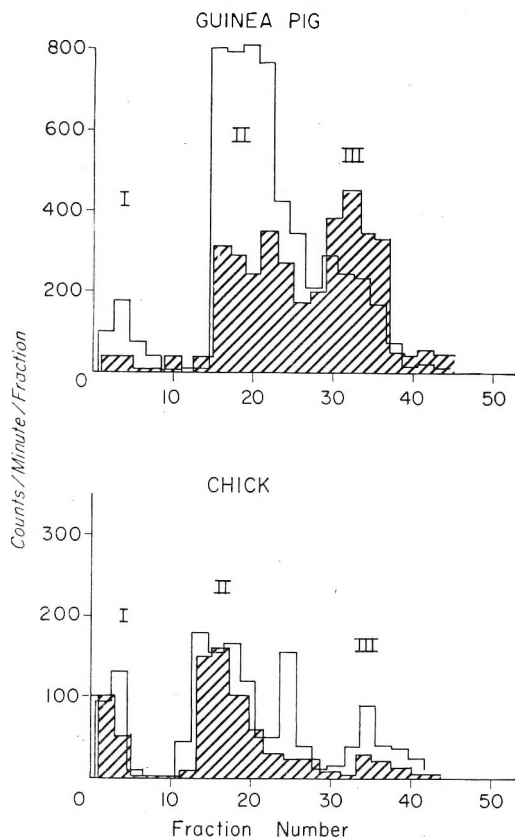 GUINEA PIG
800
600
400
200
0
I
II
III
10
20
30
40
50
Counts/Minute/Fraction
CHICK
300
200
100
0
I
II
III
10
20
30
40
50
Fraction Number